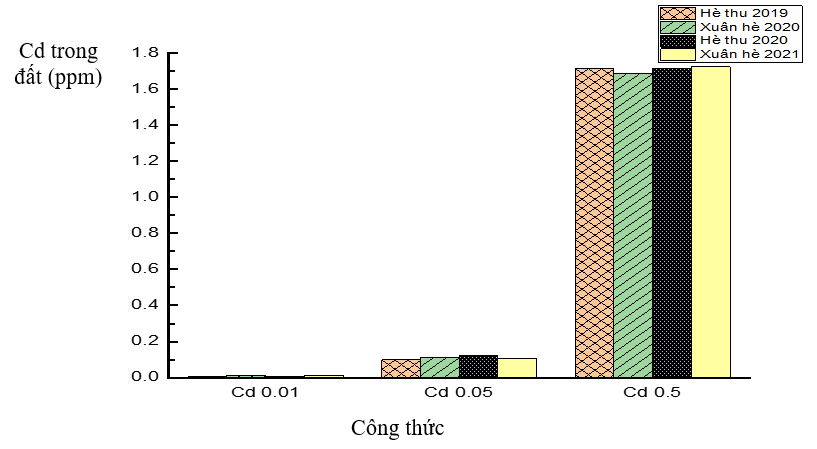 Hè thu 2019
Xuân hè 2020
Hè thu 2020
Xuân hè 2021
Cd trong
đất (ppm)
1.8
1.6
1.4
1.2
1.0
0.8
0.6
0.4
0.2
0.0
Cd 0.01 Cd 0.05 Cd 0.5
Công thức